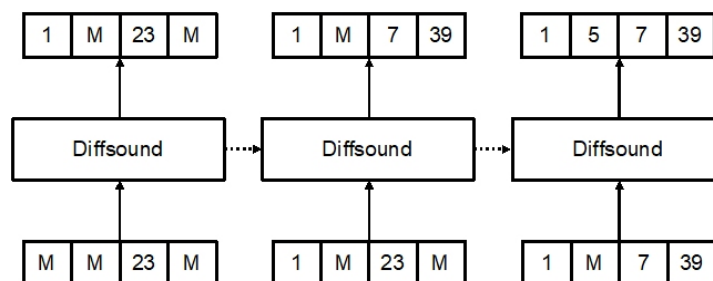 1 M 23 M 1 M 7 39 1 5 7 39
Diffsound Diffsound Diffsound
M M 23 M 1 M 23 M 1 M 7 39